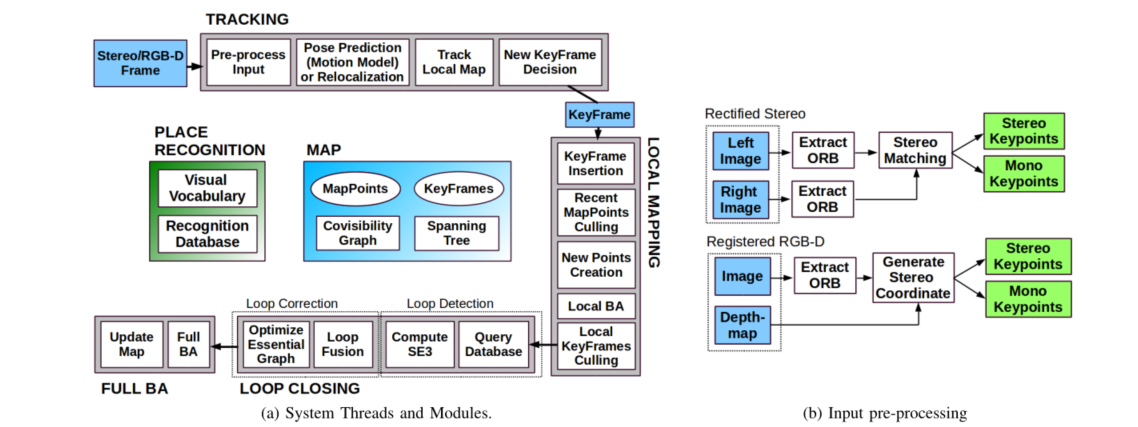 TRACKING
Stereo/RGB-D
Frame
Pre-process
Input
Pose Prediction
(Motion Model)
or Relocalization
Track
Local Map
New KeyFrame
Decision
KeyFrame
PLACE
RECOGNITION
Visual
Vocabulary
Recognition
Database
MAP
MapPoints
KeyFrames
Covisibility
Graph
Spanning
Tree
LOCAL MAPPING
KeyFrame
Insertion
Recent
MapPoints
Culling
New Points
Creation
Local BA
Local
KeyFrames
Culling
Loop Correction
Loop Detection
Optimize
Essential
Graph
Loop
Fusion
Compute
SE3
Query
Database
Update
Map
Full
BA
FULL BA
LOOP CLOSING
(a) System Threads and Modules.
Rectified Stereo
Left
Image
Extract
ORB
Stereo
Matching
Stereo
Keypoints
Mono
Keypoints
Right
Image
Extract
ORB
Registered RGB-D
Image
Extract
ORB
Generate
Stereo
Coordinate
Stereo
Keypoints
Mono
Keypoints
Depth-
map
(b) Input pre-processing